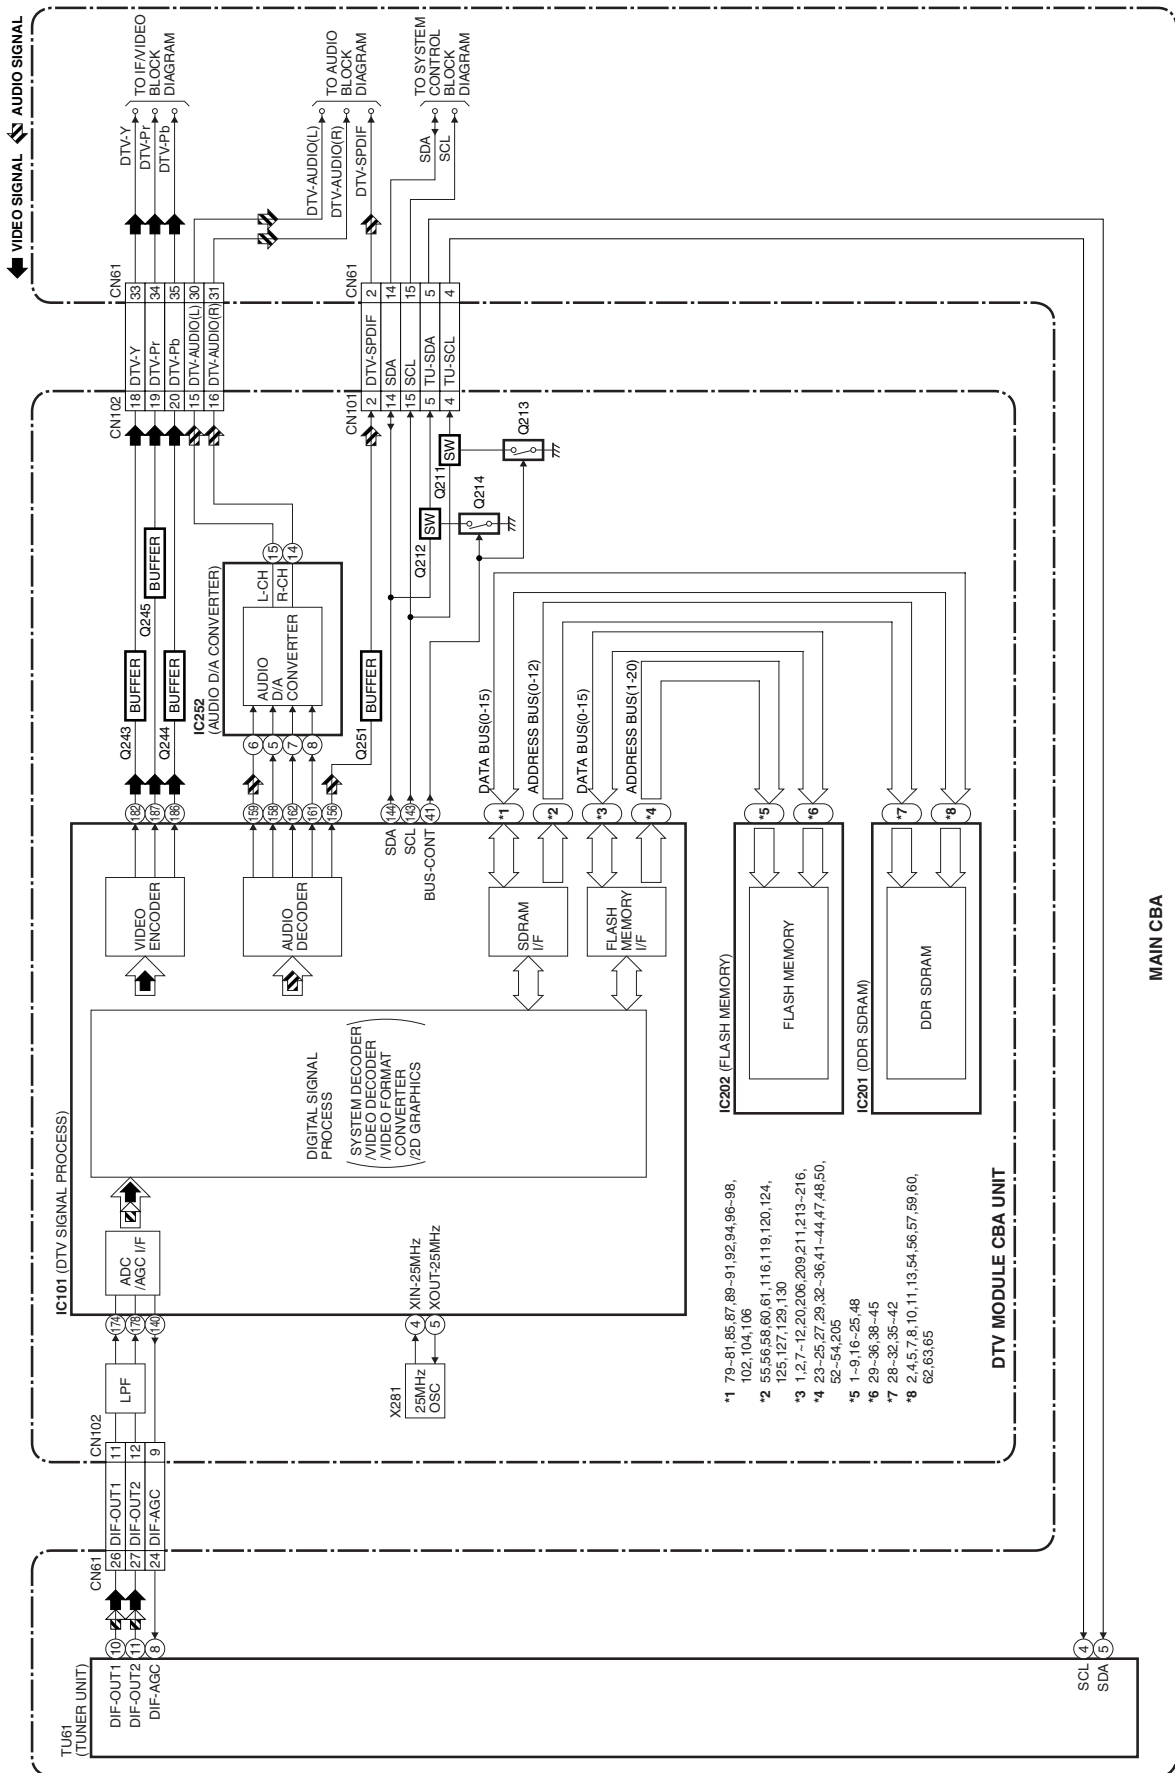 VIDEO SIGNAL
AUDIO SIGNAL
TU61
(TUNER UNIT)
DIF-OUT1 10
DIF-OUT2 11
DIF-AGC 8
SCL 4
SDA 5
CN61
26 DIF-OUT1 11
27 DIF-OUT2 12
24 DIF-AGC 9
CN102
LPF
174
178
140
X281
25MHz
OSC
4 XIN-25MHz
5 XOUT-25MHz
IC101 (DTV SIGNAL PROCESS)
ADC
/AGC I/F
DIGITAL SIGNAL
PROCESS
SYSTEM DECODER
/VIDEO DECODER
/VIDEO FORMAT
CONVERTER
/2D GRAPHICS
VIDEO
ENCODER
182
187
186
AUDIO
DECODER
159
158
162
161
156
SDA 144
SCL 143
BUS-CONT 41
SDRAM
I/F
FLASH
MEMORY
I/F
*1
*2
*3
*4
DATA BUS(0-15)
ADDRESS BUS(0-12)
DATA BUS(0-15)
ADDRESS BUS(1-20)
Q243
BUFFER
Q245
BUFFER
Q244
BUFFER
IC252
(AUDIO D/A CONVERTER)
6
5
7
8
AUDIO
D/A
CONVERTER
L-CH 15
R-CH 14
Q251
BUFFER
Q212
SW
Q211
SW
Q214
Q213
CN102
CN61
18 DTV-Y 33
19 DTV-Pr 34
20 DTV-Pb 35
15 DTV-AUDIO(L) 30
16 DTV-AUDIO(R) 31
CN101
CN61
2 DTV-SPDIF 2
14 SDA 14
15 SCL 15
5 TU-SDA 5
4 TU-SCL 4
DTV-Y
DTV-Pr
DTV-Pb
TO IF/VIDEO
BLOCK
DIAGRAM
DTV-AUDIO(L)
DTV-AUDIO(R)
DTV-SPDIF
TO AUDIO
BLOCK
DIAGRAM
SDA
SCL
TO SYSTEM
CONTROL
BLOCK
DIAGRAM
IC202 (FLASH MEMORY)
FLASH MEMORY
*5
*6
IC201 (DDR SDRAM)
DDR SDRAM
*7
*8
*1 79~81,85,87,89~91,92,94,96~98,
102,104,106
*2 55,56,58,60,61,116,119,120,124,
125,127,129,130
*3 1,2,7~12,20,206,209,211,213~216,
*4 23~25,27,29,32~36,41~44,47,48,50,
52~54,205
*5 1~9,16~25,48
*6 29~36,38~45
*7 28~32,35~42
*8 2,4,5,7,8,10,11,13,54,56,57,59,60,
62,63,65
DTV MODULE CBA UNIT
MAIN CBA